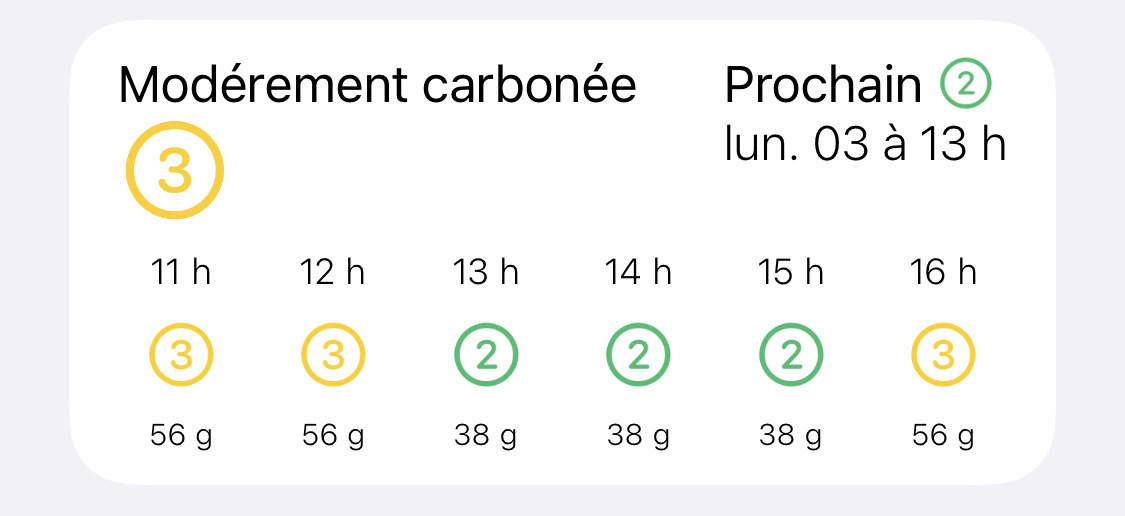 Modérement carbonée
3
Prochain 2
lun. 03 à 13 h
11 h 12 h 13 h 14 h 15 h 16 h
3 3 2 2 2 3
56 g 56 g 38 g 38 g 38 g 56 g